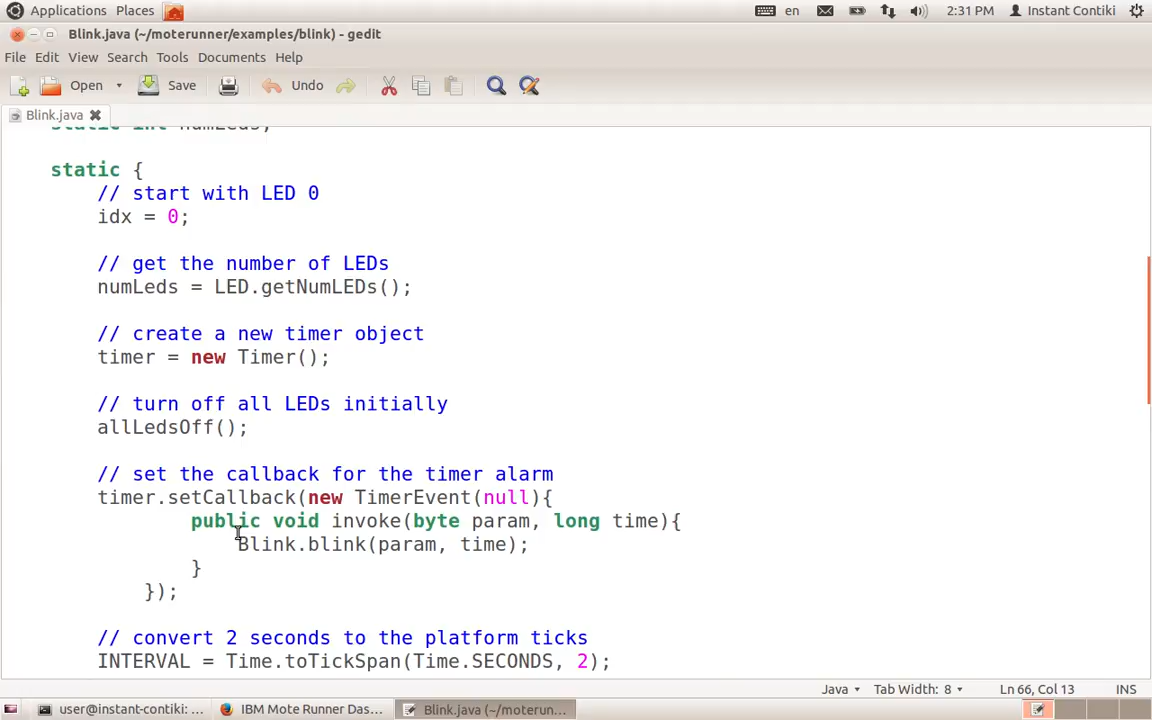 Applications Places en 2:31 PM Instant Contiki
Blink.java (~/moterunner/examples/blink) - gedit
File Edit View Search Tools Documents Help
Open Save Undo
Blink.java
static int numLeds;
static {
// start with LED 0
idx = 0;
// get the number of LEDs
numLeds = LED.getNumLEDs();
// create a new timer object
timer = new Timer();
// turn off all LEDs initially
allLedsOff();
// set the callback for the timer alarm
timer.setCallback(new TimerEvent(null){
public void invoke(byte param, long time){
Blink.blink(param, time);
}
});
// convert 2 seconds to the platform ticks
INTERVAL = Time.toTickSpan(Time.SECONDS, 2);
Java Tab Width: 8 Ln 66, Col 13 INS
user@instant-contiki: ... IBM Mote Runner Das... Blink.java (~/moterun...